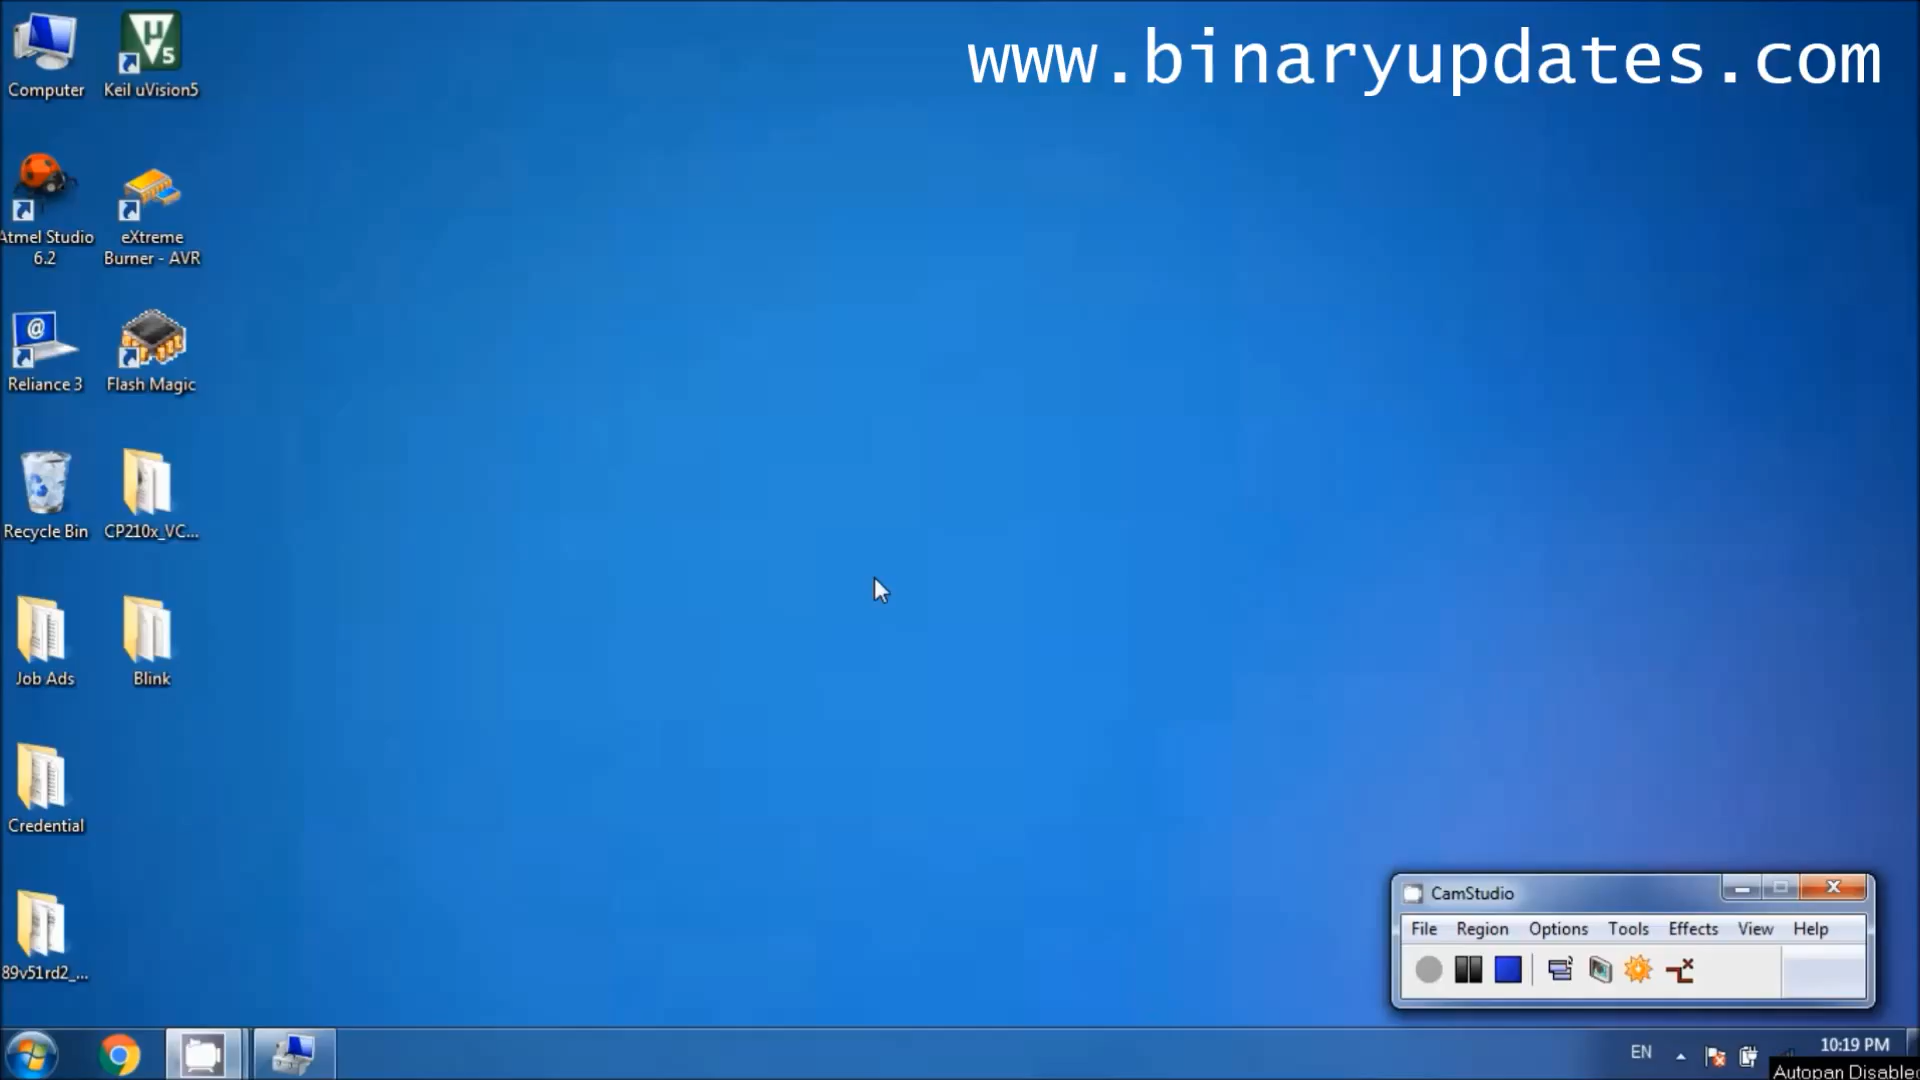 www.binaryupdates.com
Computer
Keil uVision5
Atmel Studio
6.2
eXtreme
Burner - AVR
Reliance 3
Flash Magic
Recycle Bin
CP210x_VC...
Job Ads
Blink
Credential
89v51rd2_...
CamStudio
File Region Options Tools Effects View Help
EN
10:19 PM
Autopan Disabled